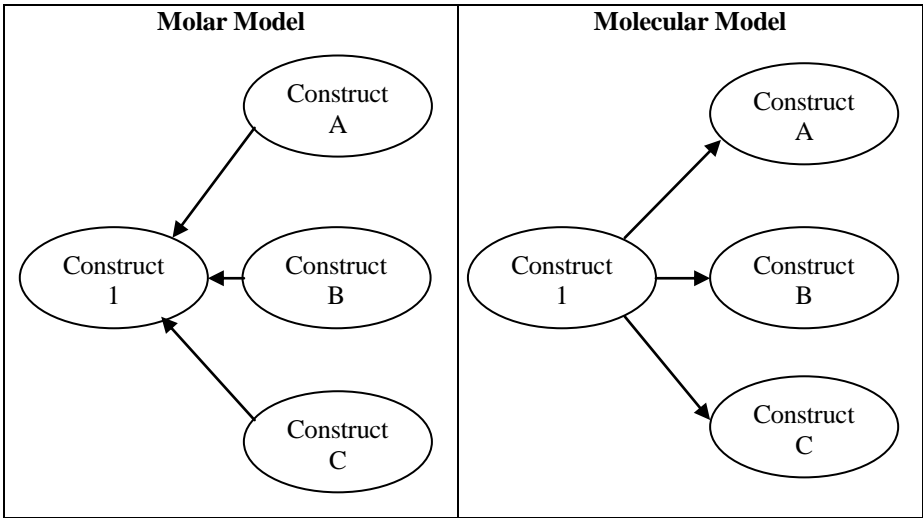 Molar Model
Construct
A
Construct
1
Construct
B
Construct
C
Molecular Model
Construct
A
Construct
1
Construct
B
Construct
C